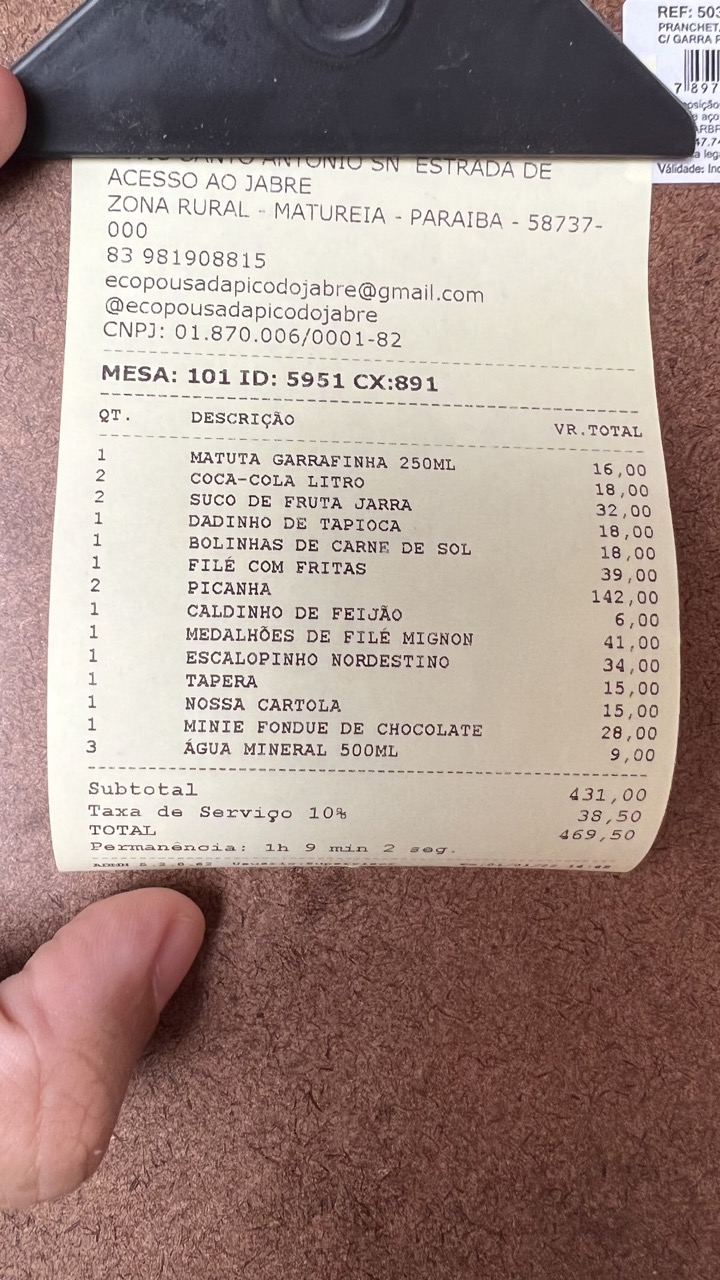 REF: 503
PRANCHET
C/ GARRA P
7 897
SANTO ANTONIO SN ESTRADA DE
ACESSO AO JABRE
ZONA RURAL - MATUREIA - PARAIBA - 58737-
000
83 981908815
ecopousadapicodojabre@gmail.com
@ecopousadapicodojabre
CNPJ: 01.870.006/0001-82
MESA: 101 ID: 5951 CX:891
QT. DESCRIÇÃO VR.TOTAL
1 MATUTA GARRAFINHA 250ML 16,00
2 COCA-COLA LITRO 18,00
2 SUCO DE FRUTA JARRA 32,00
1 DADINHO DE TAPIOCA 18,00
1 BOLINHAS DE CARNE DE SOL 18,00
1 FILÉ COM FRITAS 39,00
2 PICANHA 142,00
1 CALDINHO DE FEIJÃO 6,00
1 MEDALHÕES DE FILÉ MIGNON 41,00
1 ESCALOPINHO NORDESTINO 34,00
1 TAPERA 15,00
1 NOSSA CARTOLA 15,00
1 MINIE FONDUE DE CHOCOLATE 28,00
3 ÁGUA MINERAL 500ML 9,00
Subtotal 431,00
Taxa de Serviço 10% 38,50
TOTAL 469,50
Permanência: 1h 9 min 2 seg.